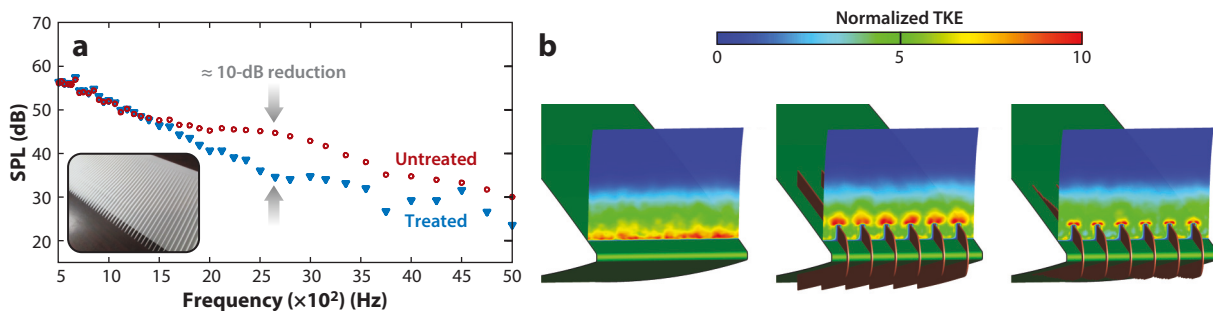 a
70
60
50
40
30
20
SPL (dB)
≈ 10-dB reduction
Untreated
Treated
5 10 15 20 25 30 35 40 45 50
Frequency (×10²) (Hz)
b
Normalized TKE
0 5 10